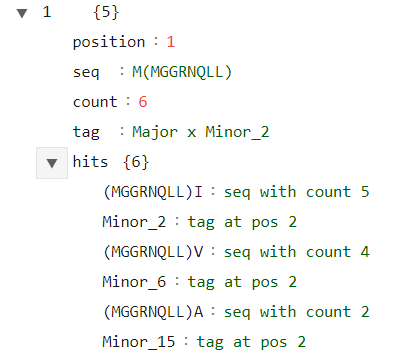 1 {5}
position : 1
seq : M(MGGRNQLL)
count : 6
tag : Major x Minor_2
hits {6}
(MGGRNQLL)I : seq with count 5
Minor_2 : tag at pos 2
(MGGRNQLL)V : seq with count 4
Minor_6 : tag at pos 2
(MGGRNQLL)A : seq with count 2
Minor_15 : tag at pos 2